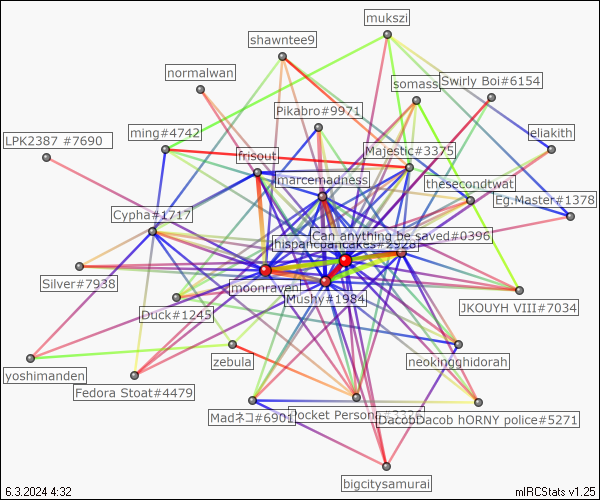 mukszi
shawntee9
normalwan
somass
Swirly Boi#6154
Pikabro#9971
LPK2387 #7690
ming#4742
eliakith
frisout
Majestic#3375
marcemadness
thesecondtwat
Eg.Master#1378
Cypha#1717
Can anything be saved#0396
hispancpancakes#2928
Silver#7938
moonraven
Mushy#1984
Duck#1245
JKOUYH VIII#7034
zebula
neokingghidorah
yoshimanden
Fedora Stoat#4479
Madネコ#6901
Pocket Persona
DacobDacob hORNY police#5271
bigcitysamurai
6.3.2024 4:32
mIRCStats v1.25